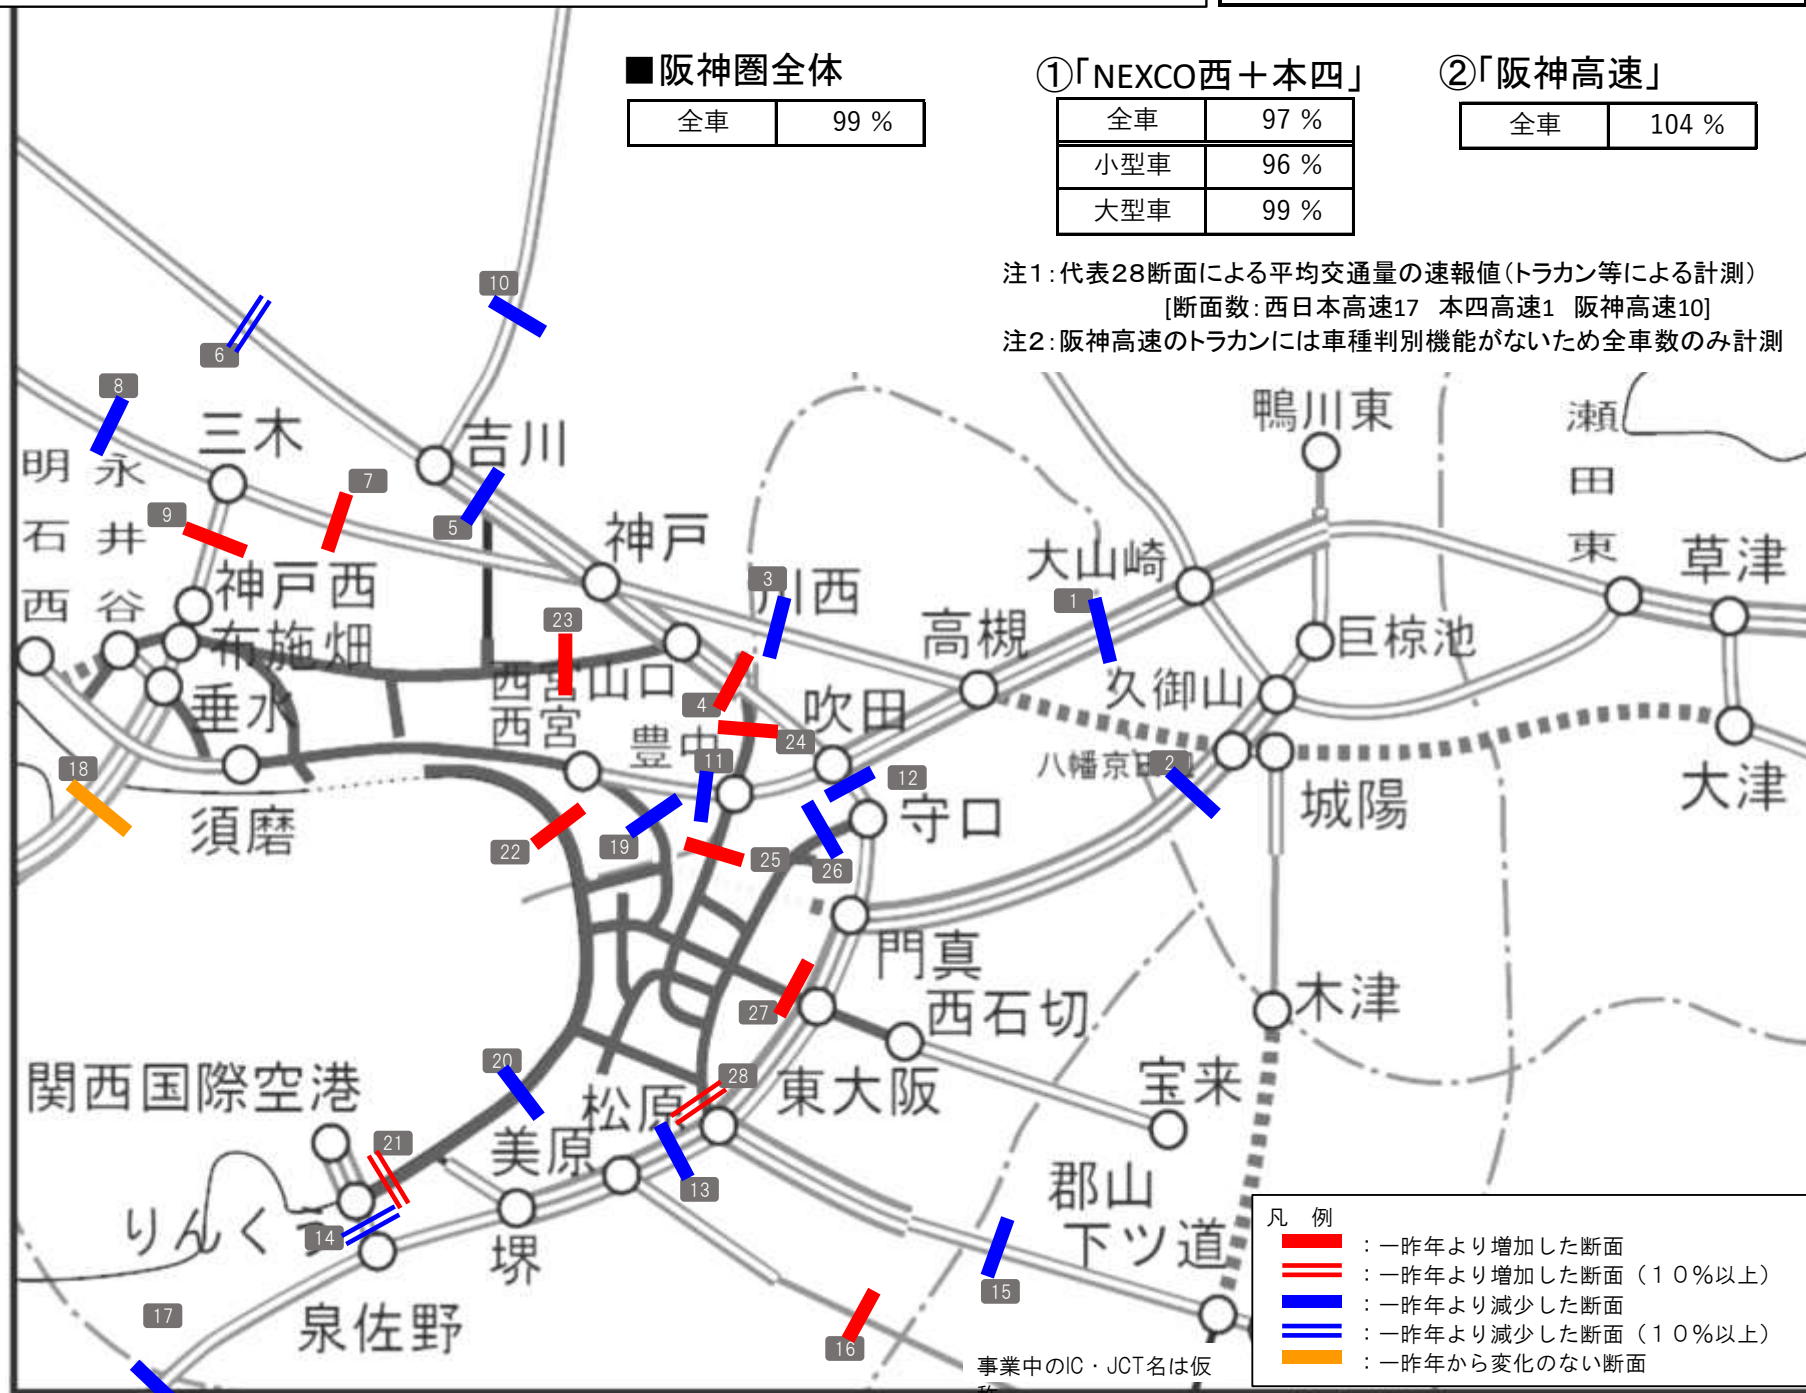 ■阪神圏全体
全車 99 %
①「NEXCO西＋本四」
全車 97 %
小型車 96 %
大型車 99 %
②「阪神高速」
全車 104 %
注1：代表28断面による平均交通量の速報値（トラカン等による計測）
[断面数：西日本高速17 本四高速1 阪神高速10]
注2：阪神高速のトラカンには車種判別機能がないため全車数のみ計測
10
6
8
三木
吉川
鴨川東
瀬田東
明石西
永井谷
7
9
5
神戸
大山崎
草津
神戸西
3
川西
1
23
高槻
巨椋池
布施畑
西宮山口
久御山
垂水
4
吹田
西宮
豊中
24
11
12
八幡京田
2
18
大津
城陽
須磨
守口
22
19
25
26
門真
27
西石切
木津
20
関西国際空港
松原
28
東大阪
宝来
21
美原
13
郡山
下ツ道
りんくう
14
堺
15
17
泉佐野
16
事業中のIC・JCT名は仮
凡 例
：一昨年より増加した断面
：一昨年より増加した断面（１０％以上）
：一昨年より減少した断面
：一昨年より減少した断面（１０％以上）
：一昨年から変化のない断面